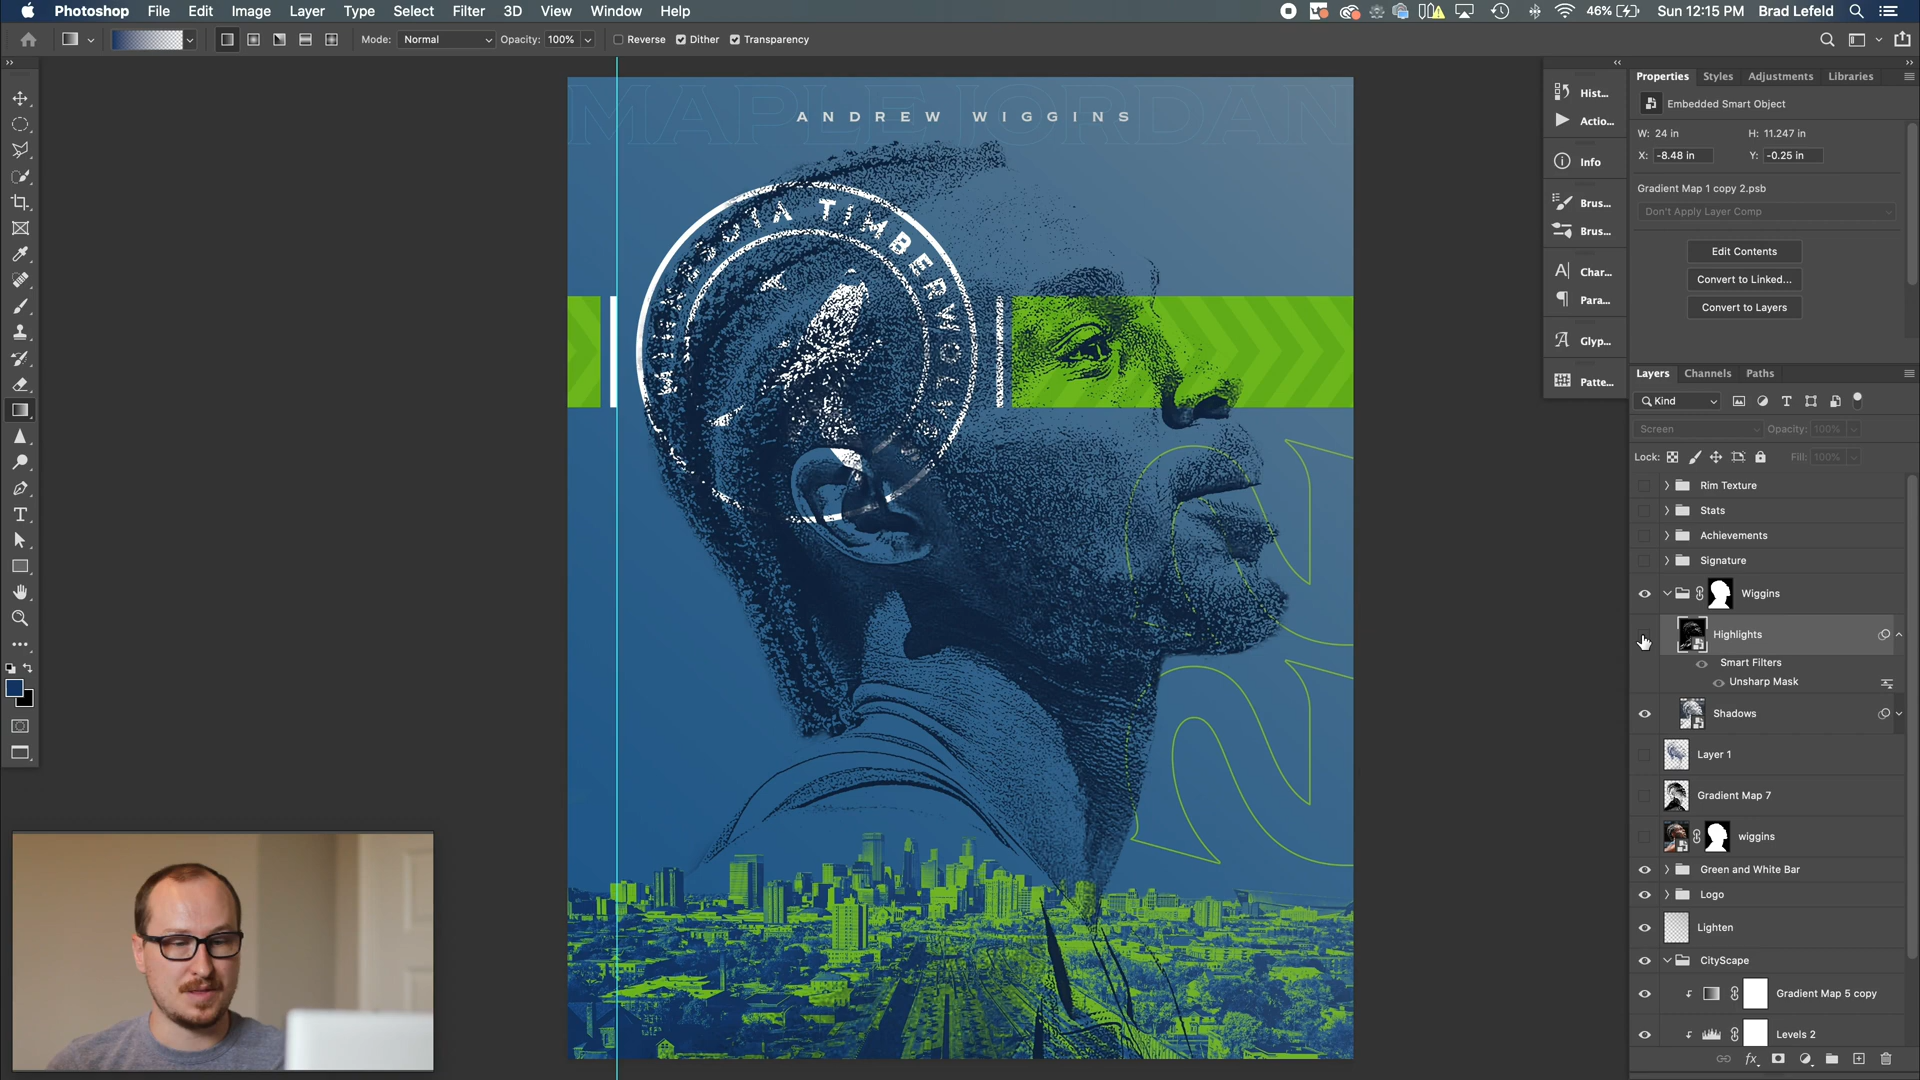 Photoshop File Edit Image Layer Type Select Filter 3D View Window Help
46% Sun 12:15 PM Brad Lefeld
Mode: Normal Opacity: 100% Reverse Dither Transparency
Properties Styles Adjustments Libraries
Embedded Smart Object
W: 24 in H: 11.247 in
X: -8.48 in Y: -0.25 in
Gradient Map 1 copy 2.psb
Don't Apply Layer Comp
Edit Contents
Convert to Linked...
Convert to Layers
Hist...
Actio...
Info
Brus...
Brus...
Char...
Para...
Glyp...
Patte...
Layers Channels Paths
Kind
Screen Opacity: 100%
Lock: Fill: 100%
Rim Texture
Stats
Achievements
Signature
Wiggins
Highlights
Smart Filters
Unsharp Mask
Shadows
Layer 1
Gradient Map 7
wiggins
Green and White Bar
Logo
Lighten
CityScape
Gradient Map 5 copy
Levels 2
MAPLE JORDAN
ANDREW WIGGINS
MINNESOTA TIMBERWOLVES
22